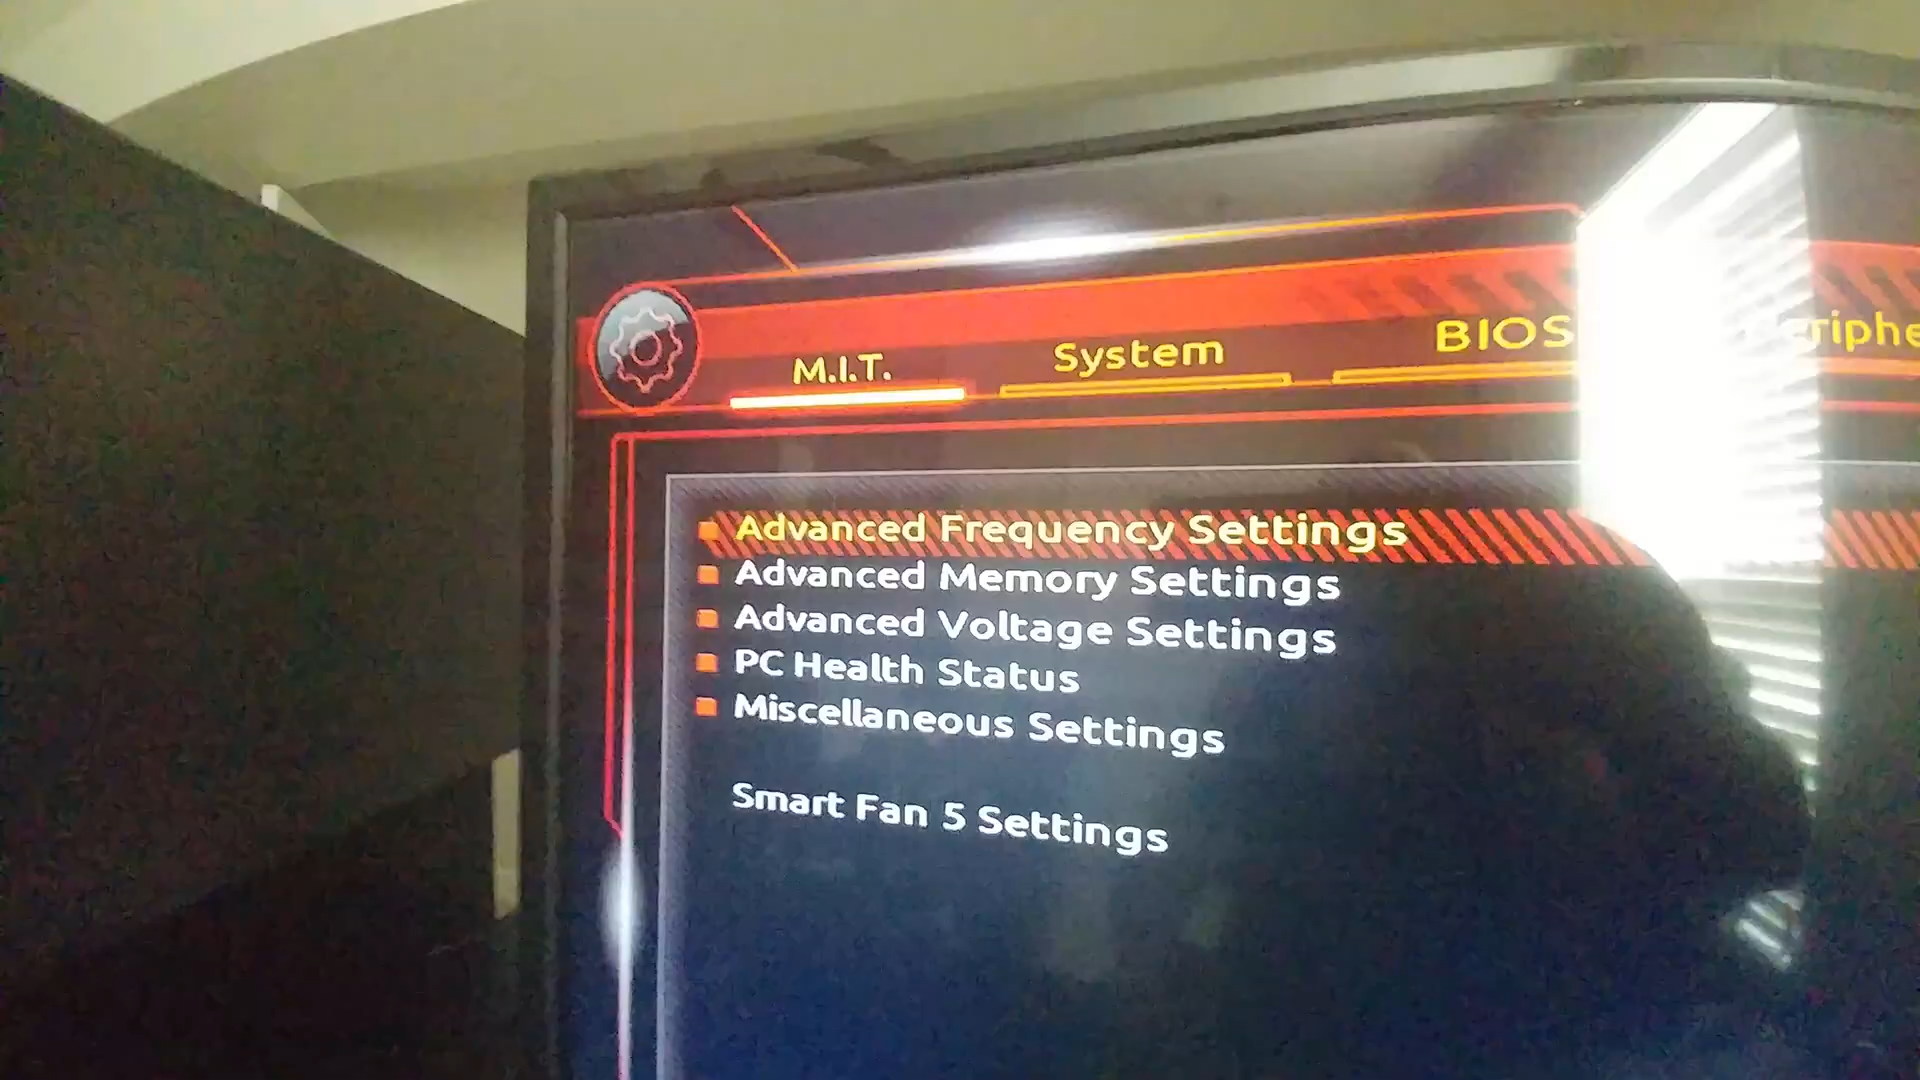 M.I.T. System BIOS
Advanced Frequency Settings
Advanced Memory Settings
Advanced Voltage Settings
PC Health Status
Miscellaneous Settings
Smart Fan 5 Settings